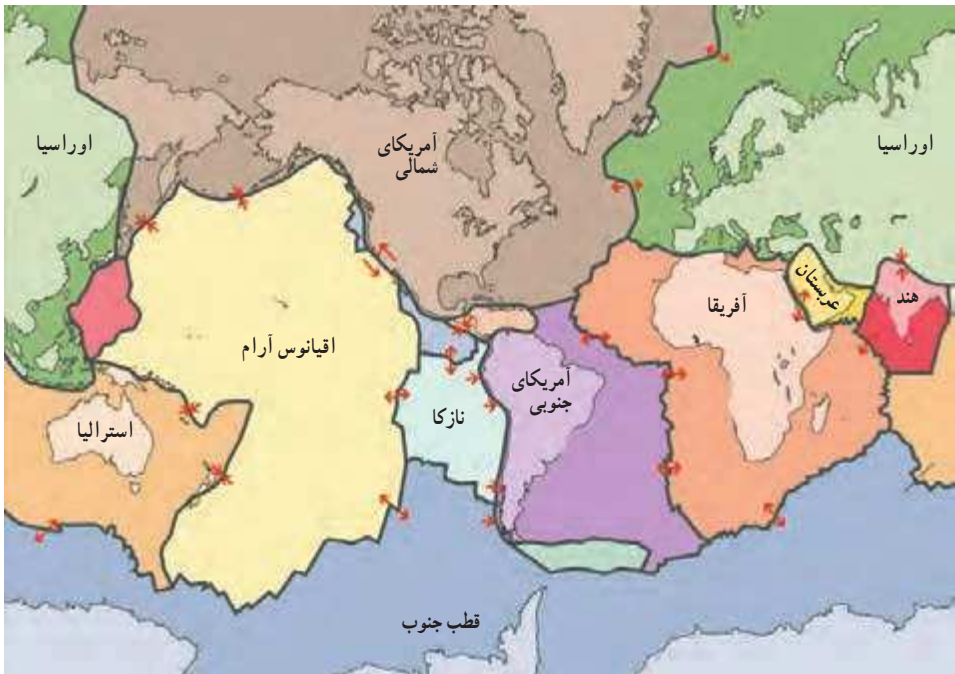 اوراسیا
آمریکای
شمالی
اوراسیا
عربستان
هند
آفریقا
اقیانوس آرام
آمریکای
جنوبی
نازکا
استرالیا
قطب جنوب